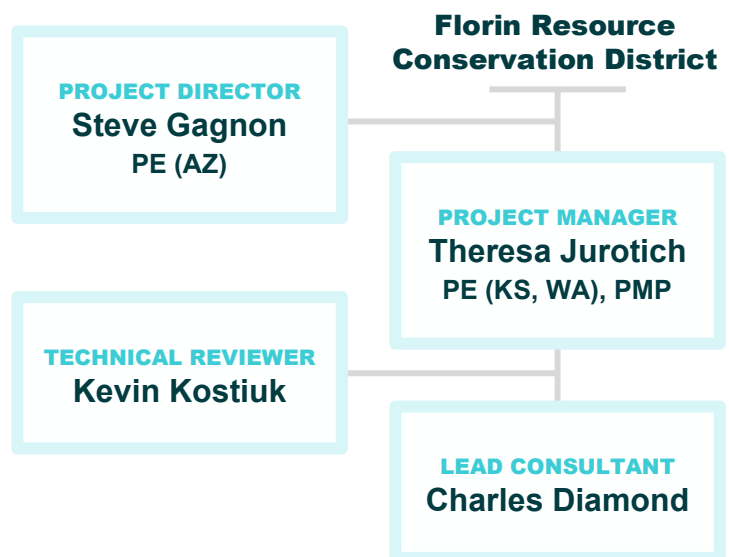 Florin Resource
Conservation District
PROJECT DIRECTOR
Steve Gagnon
PE (AZ)
PROJECT MANAGER
Theresa Jurotich
PE (KS, WA), PMP
TECHNICAL REVIEWER
Kevin Kostiuk
LEAD CONSULTANT
Charles Diamond